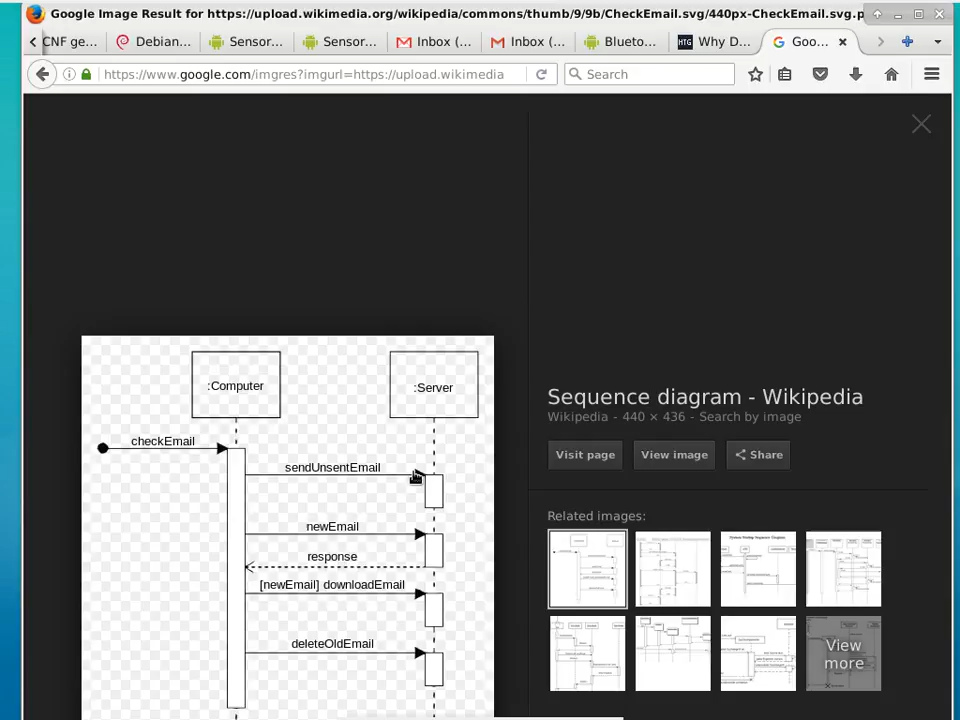 Google Image Result for https://upload.wikimedia.org/wikipedia/commons/thumb/9/9b/CheckEmail.svg/440px-CheckEmail.svg.p
CNF ge... Debian... Sensor... Sensor... Inbox (... Inbox (... Blueto... HTG Why D... Goo...
https://www.google.com/imgres?imgurl=https://upload.wikimedia
Search
:Computer
:Server
checkEmail
sendUnsentEmail
newEmail
response
[newEmail] downloadEmail
deleteOldEmail
Sequence diagram - Wikipedia
Wikipedia - 440 × 436 - Search by image
Visit page View image Share
Related images:
View
more